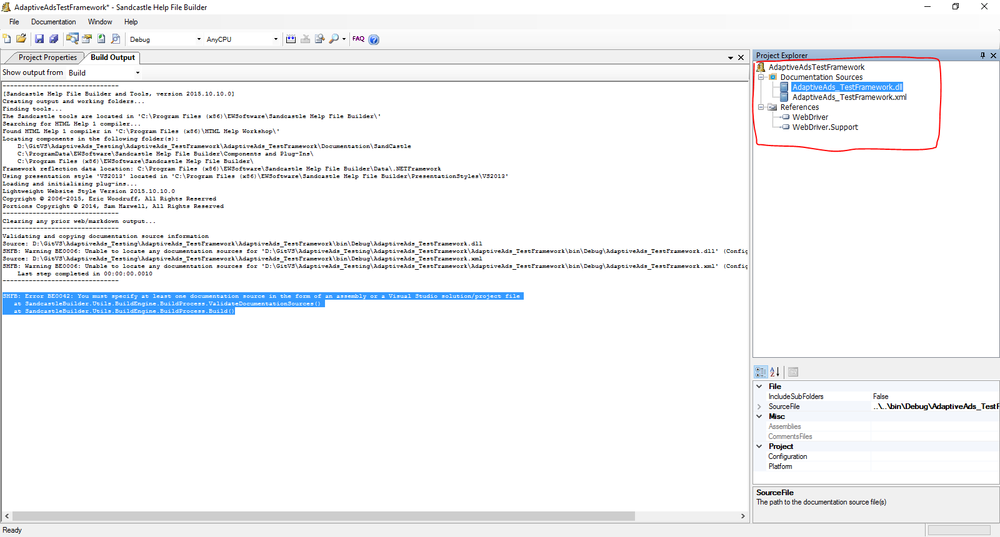 AdaptiveAdsTestFramework* - Sandcastle Help File Builder
File Documentation Window Help
Debug AnyCPU FAQ
Project Properties Build Output
Show output from Build
-------------------------------
[Sandcastle Help File Builder and Tools, version 2015.10.10.0]
Creating output and working folders...
Finding tools...
The Sandcastle tools are located in 'C:\Program Files (x86)\EWSoftware\Sandcastle Help File Builder\'
Searching for HTML Help 1 compiler...
Found HTML Help 1 compiler in 'C:\Program Files (x86)\HTML Help Workshop\'
Locating components in the following folder(s):
D:\GitVS\AdaptiveAds_Testing\AdaptiveAds_TestFramework\AdaptiveAds_TestFramework\Documentation\SandCastle
C:\ProgramData\EWSoftware\Sandcastle Help File Builder\Components and Plug-Ins\
C:\Program Files (x86)\EWSoftware\Sandcastle Help File Builder\
Framework reflection data location: C:\Program Files (x86)\EWSoftware\Sandcastle Help File Builder\Data\.NETFramework
Using presentation style 'VS2013' located in 'C:\Program Files (x86)\EWSoftware\Sandcastle Help File Builder\PresentationStyles\VS2013'
Loading and initializing plug-ins...
Lightweight Website Style Version 2015.10.10.0
Copyright © 2006-2015, Eric Woodruff, All Rights Reserved
Portions Copyright © 2014, Sam Harwell, All Rights Reserved
-------------------------------
Clearing any prior web/markdown output...
-------------------------------
Validating and copying documentation source information
Source: D:\GitVS\AdaptiveAds_Testing\AdaptiveAds_TestFramework\AdaptiveAds_TestFramework\bin\Debug\AdaptiveAds_TestFramework.dll
SHFB: Warning BE0006: Unable to locate any documentation sources for 'D:\GitVS\AdaptiveAds_Testing\AdaptiveAds_TestFramework\AdaptiveAds_TestFramework\bin\Debug\AdaptiveAds_TestFramework.dll' (Config
Source: D:\GitVS\AdaptiveAds_Testing\AdaptiveAds_TestFramework\AdaptiveAds_TestFramework\bin\Debug\AdaptiveAds_TestFramework.xml
SHFB: Warning BE0006: Unable to locate any documentation sources for 'D:\GitVS\AdaptiveAds_Testing\AdaptiveAds_TestFramework\AdaptiveAds_TestFramework\bin\Debug\AdaptiveAds_TestFramework.xml' (Config
Last step completed in 00:00:00.0010
-------------------------------
SHFB: Error BE0042: You must specify at least one documentation source in the form of an assembly or a Visual Studio solution/project file
at SandcastleBuilder.Utils.BuildEngine.BuildProcess.ValidateDocumentationSources()
at SandcastleBuilder.Utils.BuildEngine.BuildProcess.Build()
Project Explorer
AdaptiveAdsTestFramework
Documentation Sources
AdaptiveAds_TestFramework.dll
AdaptiveAds_TestFramework.xml
References
WebDriver
WebDriver.Support
File
IncludeSubFolders False
SourceFile ..\..\bin\Debug\AdaptiveAds_TestF
Misc
Assemblies
CommentsFiles
Project
Configuration
Platform
SourceFile
The path to the documentation source file(s)
Ready